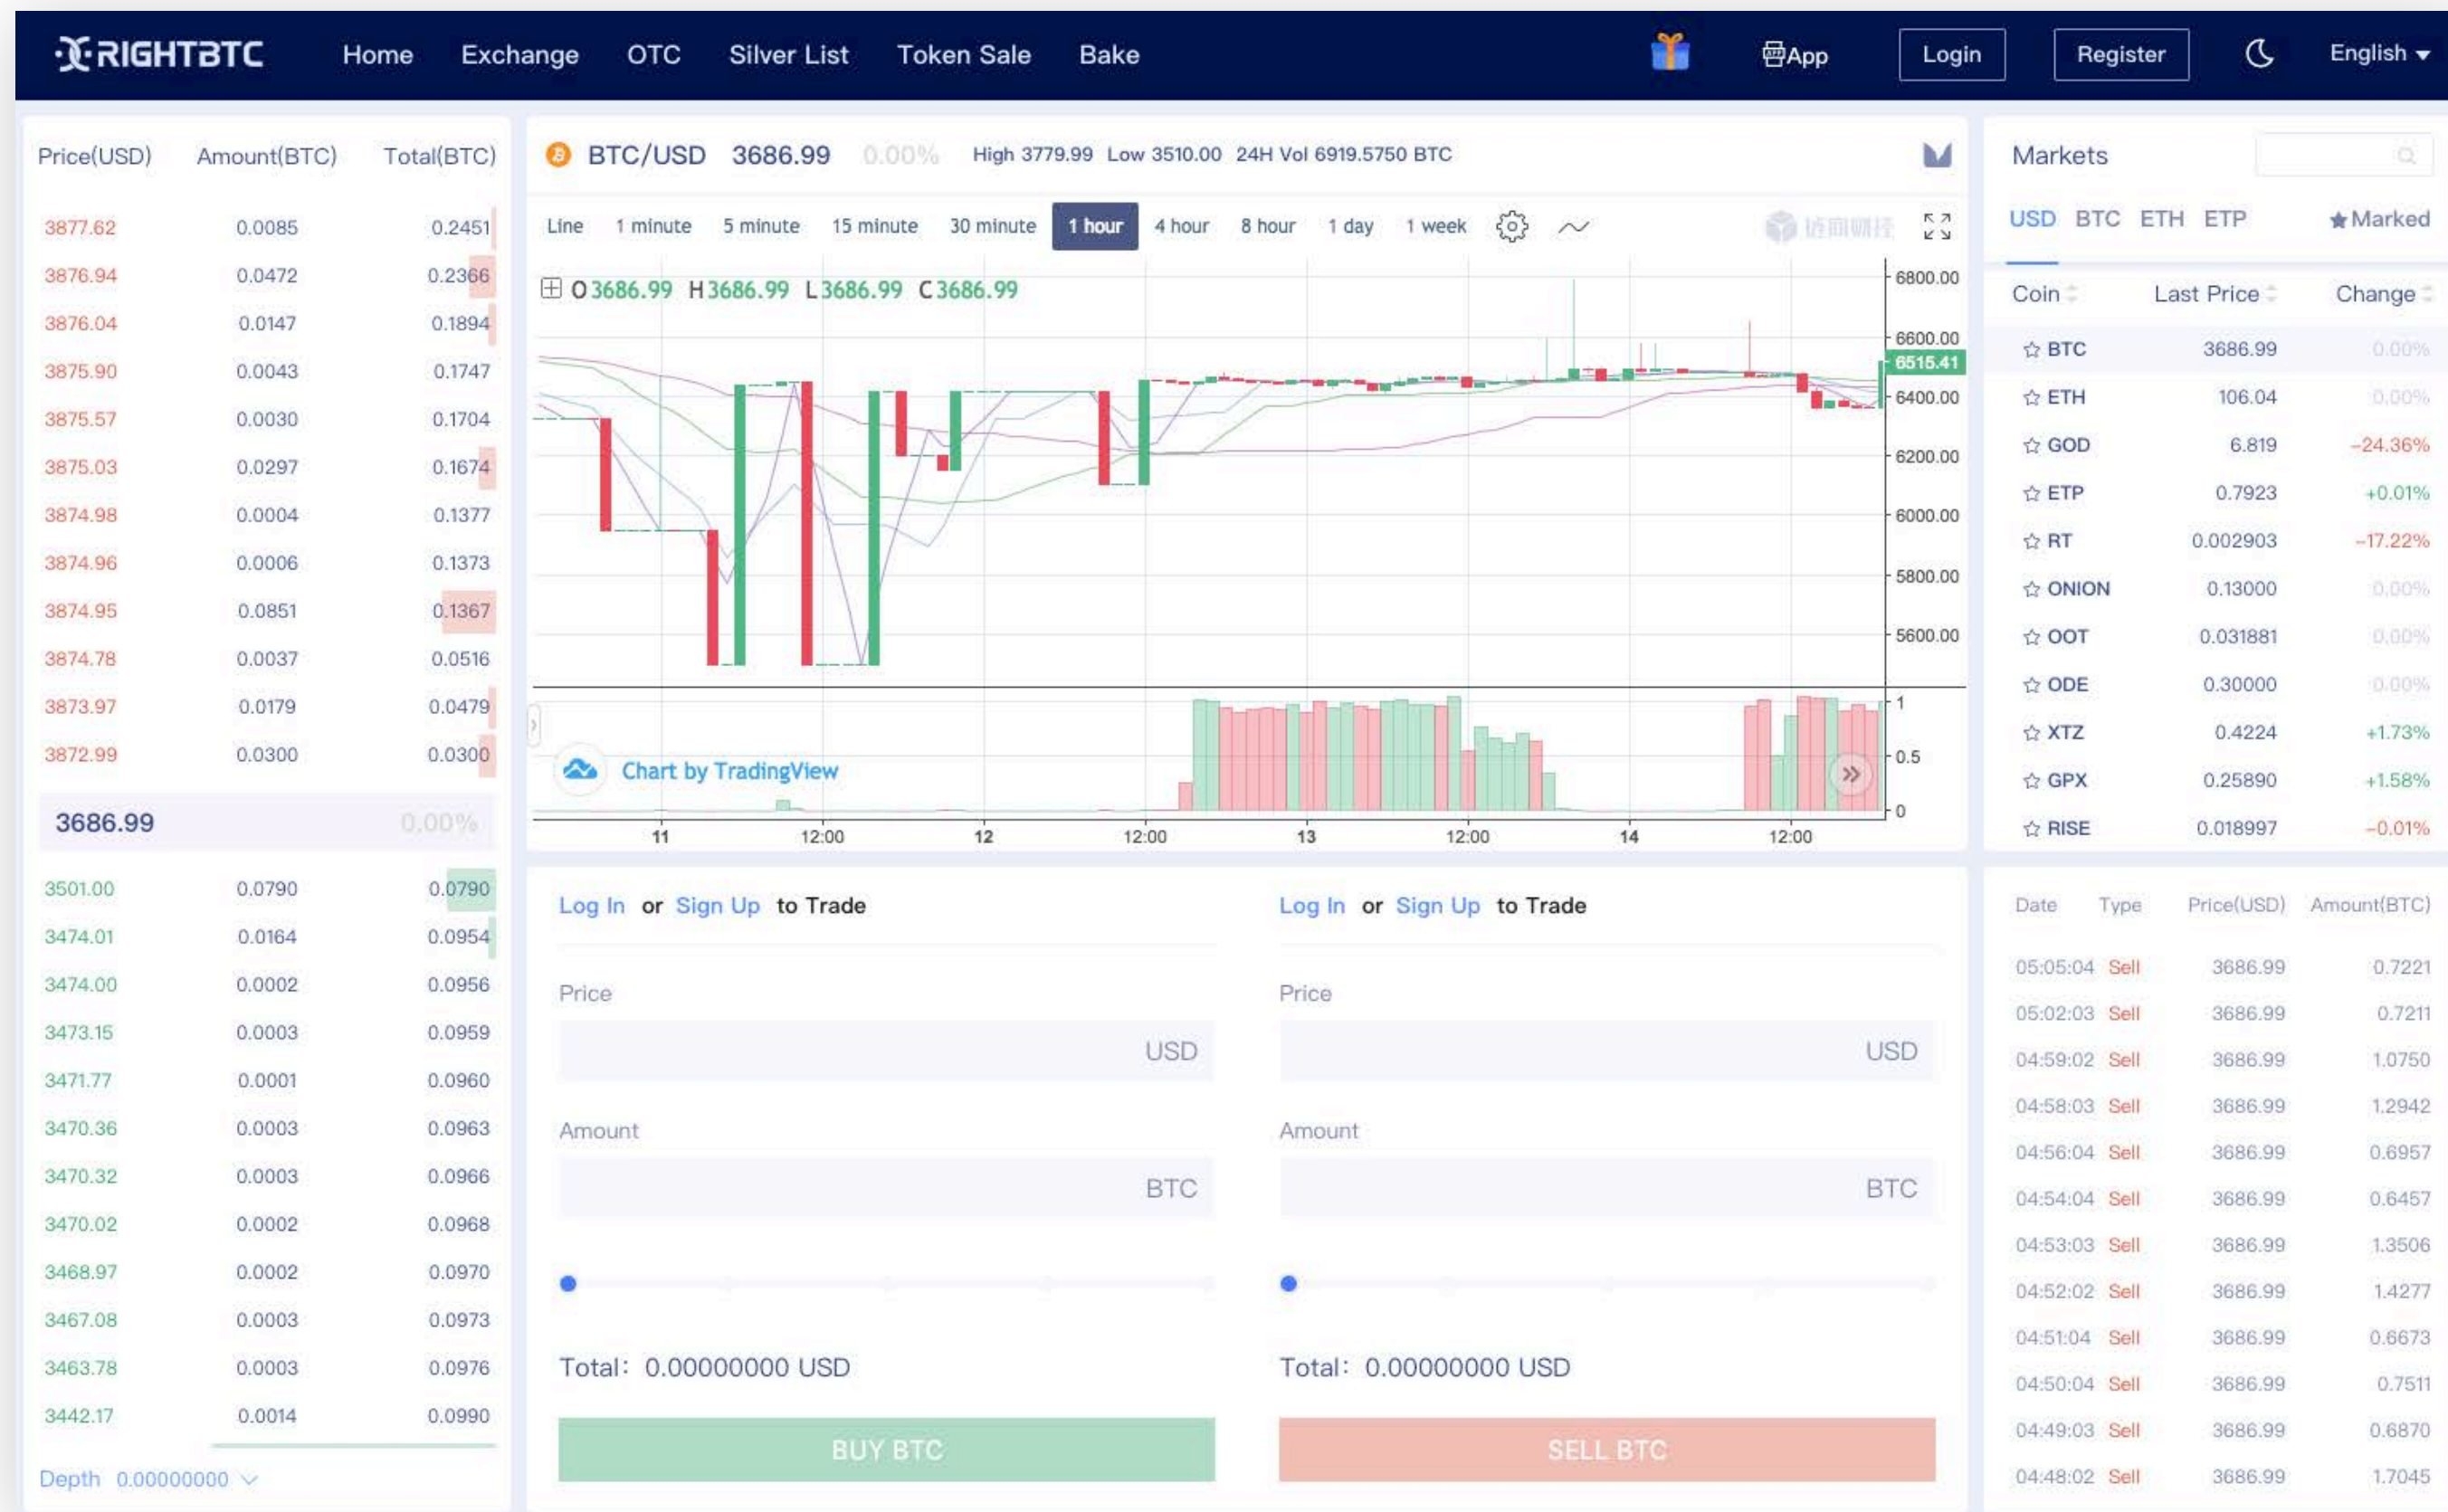 RIGHTBTC Home Exchange OTC Silver List Token Sale Bake App Login Register English
Price(USD) Amount(BTC) Total(BTC)
3877.62 0.0085 0.2451
3876.94 0.0472 0.2366
3876.04 0.0147 0.1894
3875.90 0.0043 0.1747
3875.57 0.0030 0.1704
3875.03 0.0297 0.1674
3874.98 0.0004 0.1377
3874.96 0.0006 0.1373
3874.95 0.0851 0.1367
3874.78 0.0037 0.0516
3873.97 0.0179 0.0479
3872.99 0.0300 0.0300
3686.99 0.00%
3501.00 0.0790 0.0790
3474.01 0.0164 0.0954
3474.00 0.0002 0.0956
3473.15 0.0003 0.0959
3471.77 0.0001 0.0960
3470.36 0.0003 0.0963
3470.32 0.0003 0.0966
3470.02 0.0002 0.0968
3468.97 0.0002 0.0970
3467.08 0.0003 0.0973
3463.78 0.0003 0.0976
3442.17 0.0014 0.0990
Depth 0.00000000
BTC/USD 3686.99 0.00% High 3779.99 Low 3510.00 24H Vol 6919.5750 BTC
Line 1 minute 5 minute 15 minute 30 minute 1 hour 4 hour 8 hour 1 day 1 week
O 3686.99 H 3686.99 L 3686.99 C 3686.99
6800.00
6600.00
6515.41
6400.00
6200.00
6000.00
5800.00
5600.00
1
0.5
0
Chart by TradingView
11 12:00 12 12:00 13 12:00 14 12:00
Log In or Sign Up to Trade
Price
USD
Amount
BTC
Total: 0.00000000 USD
BUY BTC
Log In or Sign Up to Trade
Price
USD
Amount
BTC
Total: 0.00000000 USD
SELL BTC
Markets
USD BTC ETH ETP Marked
Coin Last Price Change
BTC 3686.99 0.00%
ETH 106.04 0.00%
GOD 6.819 -24.36%
ETP 0.7923 +0.01%
RT 0.002903 -17.22%
ONION 0.13000 0.00%
OOT 0.031881 0.00%
ODE 0.30000 0.00%
XTZ 0.4224 +1.73%
GPX 0.25890 +1.58%
RISE 0.018997 -0.01%
Date Type Price(USD) Amount(BTC)
05:05:04 Sell 3686.99 0.7221
05:02:03 Sell 3686.99 0.7211
04:59:02 Sell 3686.99 1.0750
04:58:03 Sell 3686.99 1.2942
04:56:04 Sell 3686.99 0.6957
04:54:04 Sell 3686.99 0.6457
04:53:03 Sell 3686.99 1.3506
04:52:02 Sell 3686.99 1.4277
04:51:04 Sell 3686.99 0.6673
04:50:04 Sell 3686.99 0.7511
04:49:03 Sell 3686.99 0.6870
04:48:02 Sell 3686.99 1.7045